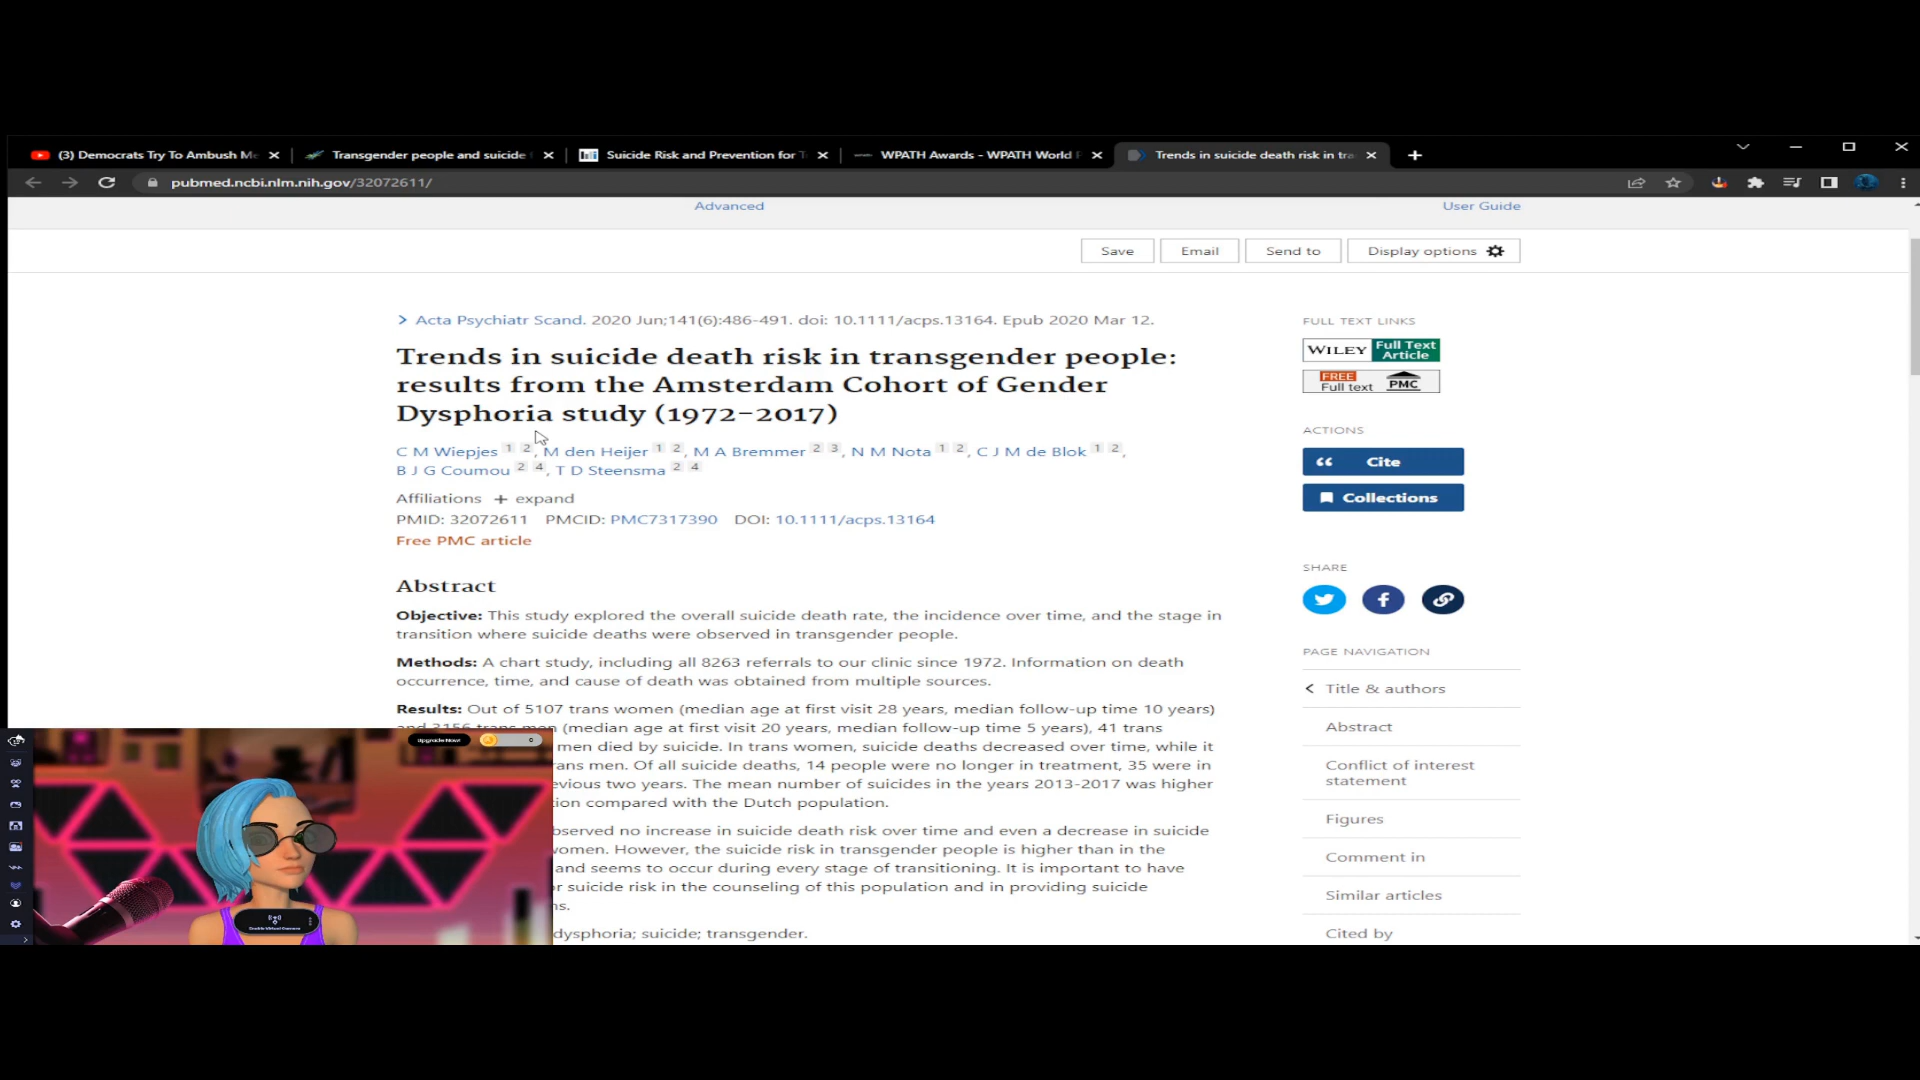 (3) Democrats Try To Ambush Me
Transgender people and suicide
Suicide Risk and Prevention for T
WPATH Awards - WPATH World P
Trends in suicide death risk in tra
pubmed.ncbi.nlm.nih.gov/32072611/
Advanced
User Guide
Save
Email
Send to
Display options
Acta Psychiatr Scand. 2020 Jun;141(6):486-491. doi: 10.1111/acps.13164. Epub 2020 Mar 12.
Trends in suicide death risk in transgender people:
results from the Amsterdam Cohort of Gender
Dysphoria study (1972-2017)
C M Wiepjes 1 2, M den Heijer 1 2, M A Bremmer 2 3, N M Nota 1 2, C J M de Blok 1 2,
B J G Coumou 2 4, T D Steensma 2 4
Affiliations + expand
PMID: 32072611 PMCID: PMC7317390 DOI: 10.1111/acps.13164
Free PMC article
Abstract
Objective: This study explored the overall suicide death rate, the incidence over time, and the stage in
transition where suicide deaths were observed in transgender people.
Methods: A chart study, including all 8263 referrals to our clinic since 1972. Information on death
occurrence, time, and cause of death was obtained from multiple sources.
Results: Out of 5107 trans women (median age at first visit 28 years, median follow-up time 10 years)
and 3156 trans men (median age at first visit 20 years, median follow-up time 5 years), 41 trans
men died by suicide. In trans women, suicide deaths decreased over time, while it
rans men. Of all suicide deaths, 14 people were no longer in treatment, 35 were in
evious two years. The mean number of suicides in the years 2013-2017 was higher
ion compared with the Dutch population.
bserved no increase in suicide death risk over time and even a decrease in suicide
women. However, the suicide risk in transgender people is higher than in the
and seems to occur during every stage of transitioning. It is important to have
or suicide risk in the counseling of this population and in providing suicide
ns.
dysphoria; suicide; transgender.
FULL TEXT LINKS
WILEY Full Text
Article
FREE
Full text PMC
ACTIONS
Cite
Collections
SHARE
PAGE NAVIGATION
Title & authors
Abstract
Conflict of interest
statement
Figures
Comment in
Similar articles
Cited by
Upgrade Now!
0
Enable Virtual Camera